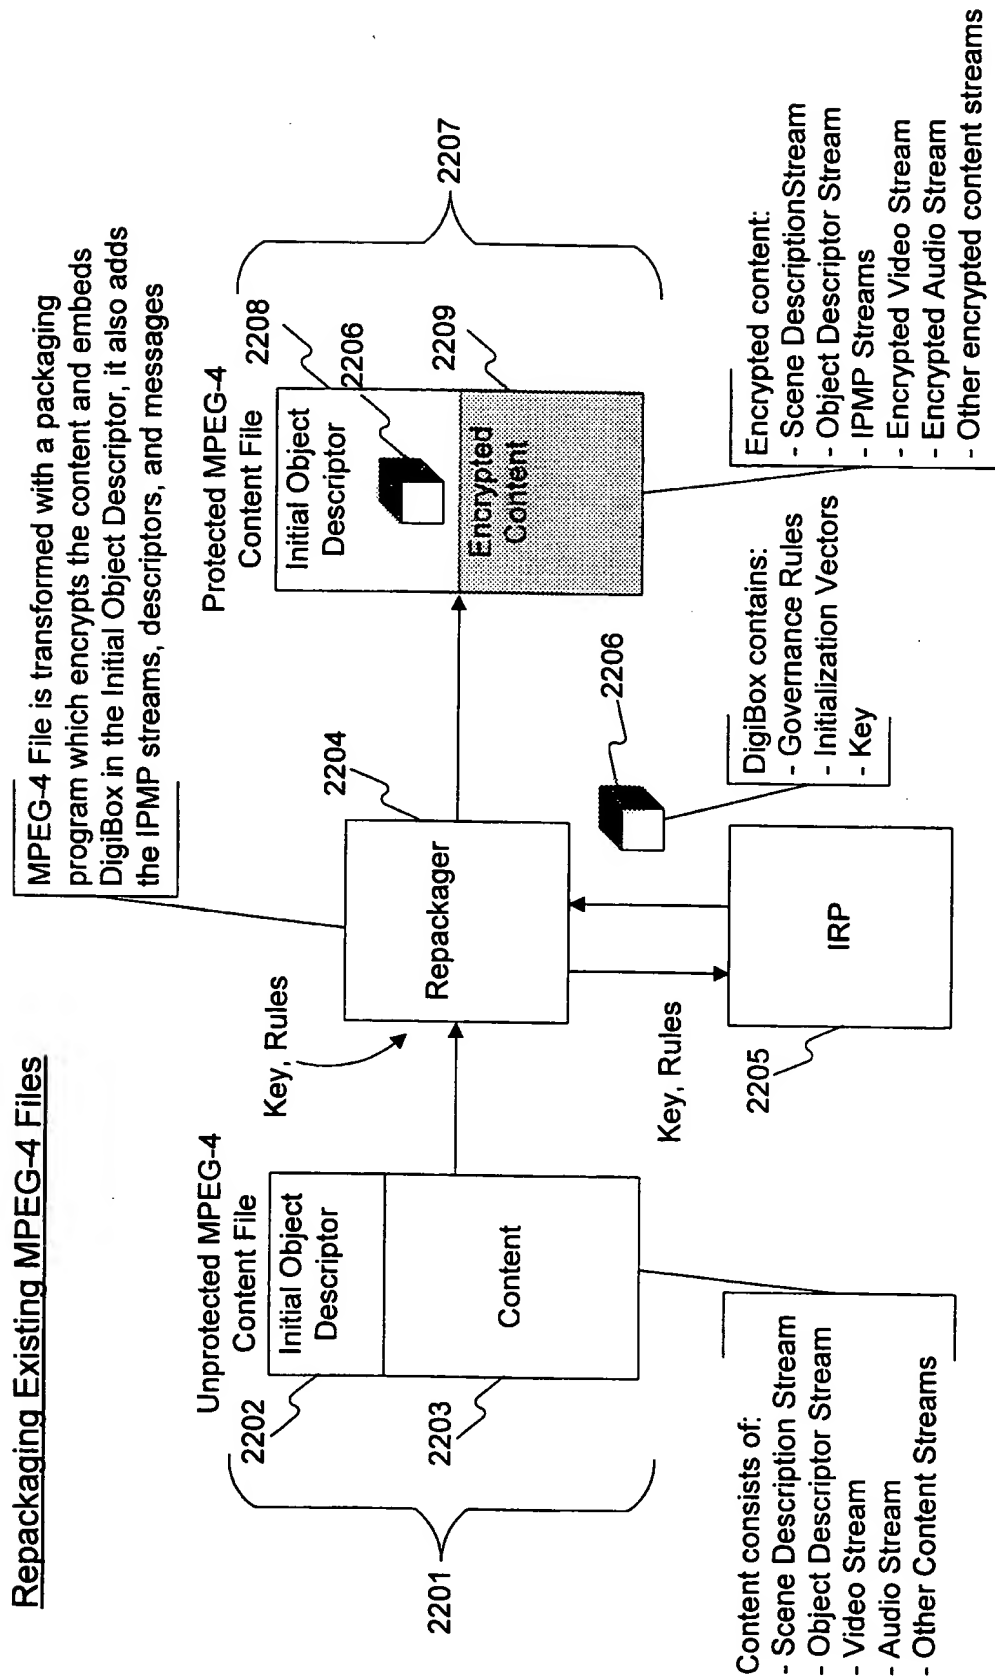 Repackaging Existing MPEG-4 Files
MPEG-4 File is transformed with a packaging
program which encrypts the content and embeds
DigiBox in the Initial Object Descriptor, it also adds
the IPMP streams, descriptors, and messages
Unprotected MPEG-4
Content File
2202
Initial Object
Descriptor
2203
Content
2201
Content consists of:
- Scene Description Stream
- Object Descriptor Stream
- Video Stream
- Audio Stream
- Other Content Streams
Key, Rules
Repackager
2204
Key, Rules
IRP
2205
2206
DigiBox contains:
- Governance Rules
- Initialization Vectors
- Key
Protected MPEG-4
Content File
Initial Object
Descriptor
2208
2206
Encrypted
Content
2209
2207
Encrypted content:
- Scene DescriptionStream
- Object Descriptor Stream
- IPMP Streams
- Encrypted Video Stream
- Encrypted Audio Stream
- Other encrypted content streams